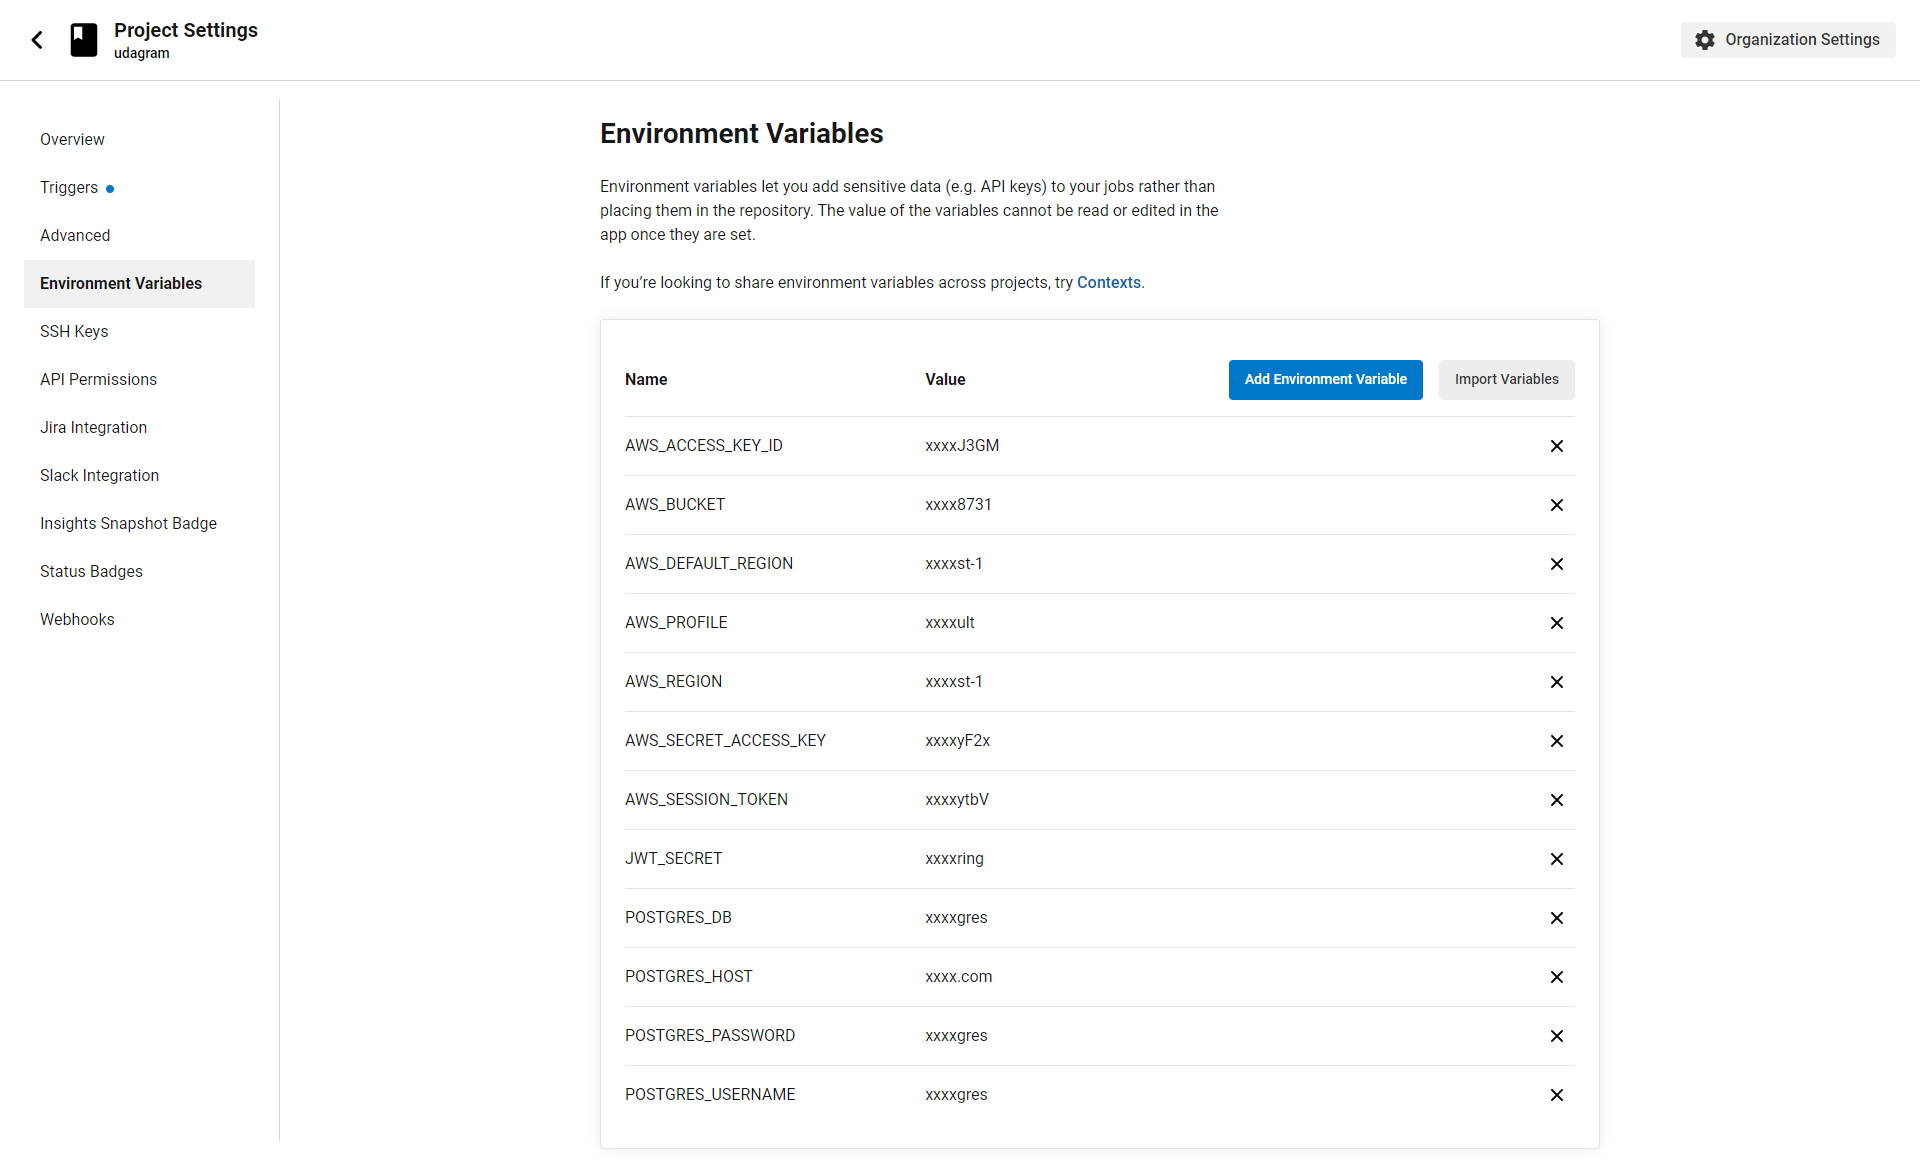 Project Settings
udagram
Organization Settings
Overview
Triggers
Advanced
Environment Variables
SSH Keys
API Permissions
Jira Integration
Slack Integration
Insights Snapshot Badge
Status Badges
Webhooks
Environment Variables
Environment variables let you add sensitive data (e.g. API keys) to your jobs rather than
placing them in the repository. The value of the variables cannot be read or edited in the
app once they are set.
If you’re looking to share environment variables across projects, try Contexts.
Name Value Add Environment Variable Import Variables
AWS_ACCESS_KEY_ID xxxxJ3GM
AWS_BUCKET xxxx8731
AWS_DEFAULT_REGION xxxxst-1
AWS_PROFILE xxxxult
AWS_REGION xxxxst-1
AWS_SECRET_ACCESS_KEY xxxxyF2x
AWS_SESSION_TOKEN xxxxytbV
JWT_SECRET xxxxring
POSTGRES_DB xxxxgres
POSTGRES_HOST xxxx.com
POSTGRES_PASSWORD xxxxgres
POSTGRES_USERNAME xxxxgres